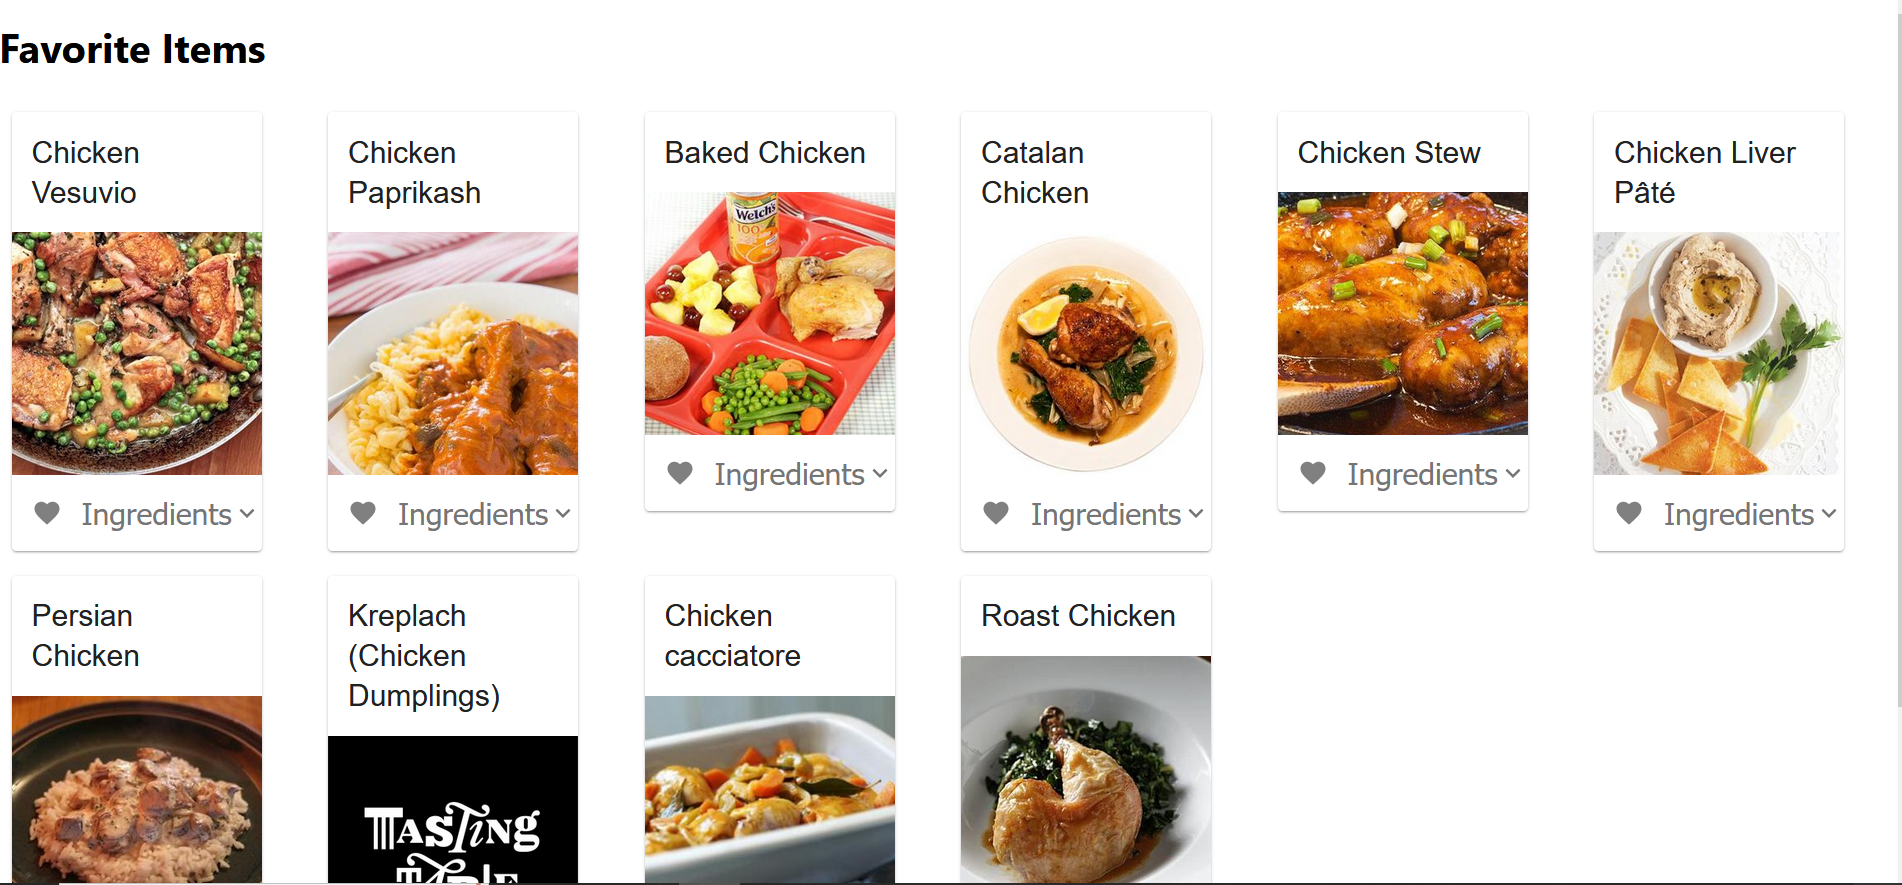 Favorite Items
Chicken
Vesuvio
Ingredients
Chicken
Paprikash
Ingredients
Baked Chicken
Welch's
100
Ingredients
Catalan
Chicken
Ingredients
Chicken Stew
Ingredients
Chicken Liver
Pâté
Ingredients
Persian
Chicken
Kreplach
(Chicken
Dumplings)
TASTING
TABLE
Chicken
cacciatore
Roast Chicken